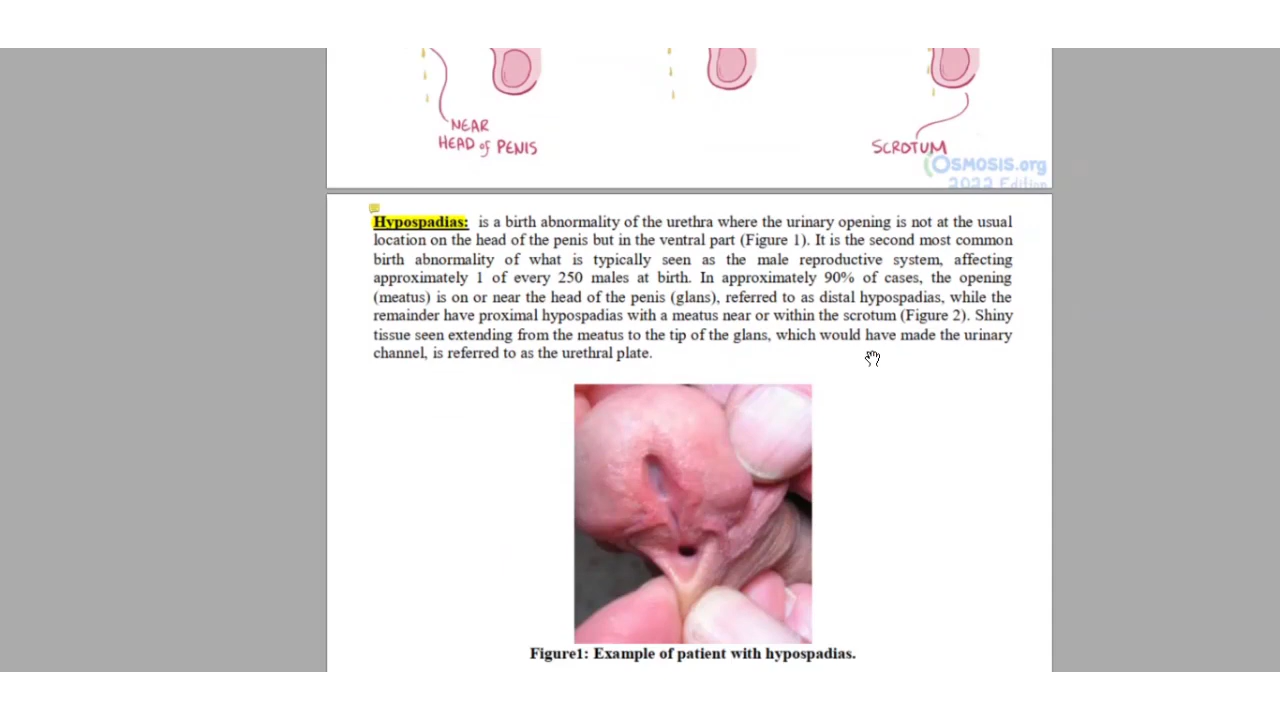 NEAR
HEAD of PENIS
SCROTUM
OSMOSIS.org
2022 Edition
Hypospadias: is a birth abnormality of the urethra where the urinary opening is not at the usual
location on the head of the penis but in the ventral part (Figure 1). It is the second most common
birth abnormality of what is typically seen as the male reproductive system, affecting
approximately 1 of every 250 males at birth. In approximately 90% of cases, the opening
(meatus) is on or near the head of the penis (glans), referred to as distal hypospadias, while the
remainder have proximal hypospadias with a meatus near or within the scrotum (Figure 2). Shiny
tissue seen extending from the meatus to the tip of the glans, which would have made the urinary
channel, is referred to as the urethral plate.
Figure1: Example of patient with hypospadias.